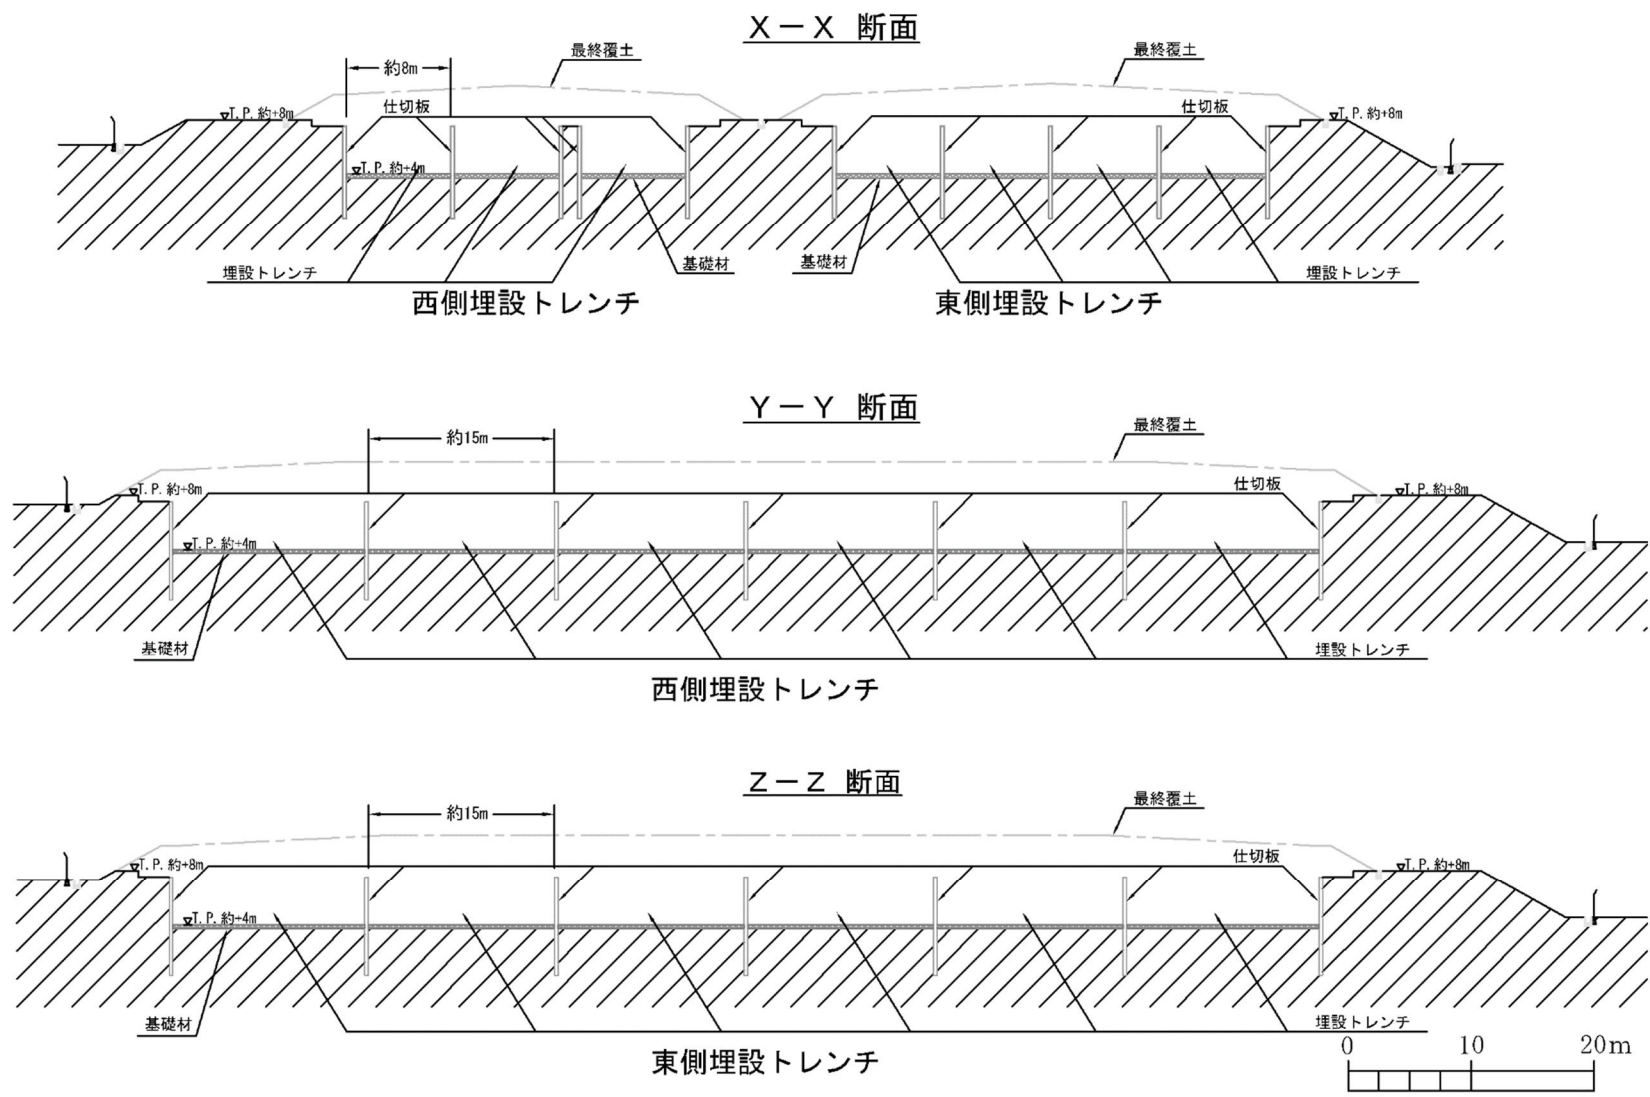 X－X 断面
最終覆土
最終覆土
約8m
T.P.約+8m
仕切板
仕切板
T.P.約+8m
T.P.約+4m
埋設トレンチ
基礎材
基礎材
埋設トレンチ
西側埋設トレンチ
東側埋設トレンチ
Y－Y 断面
最終覆土
約15m
T.P.約+8m
仕切板
T.P.約+8m
T.P.約+4m
基礎材
埋設トレンチ
西側埋設トレンチ
Z－Z 断面
最終覆土
約15m
T.P.約+8m
仕切板
T.P.約+8m
T.P.約+4m
基礎材
埋設トレンチ
東側埋設トレンチ
0 10 20m